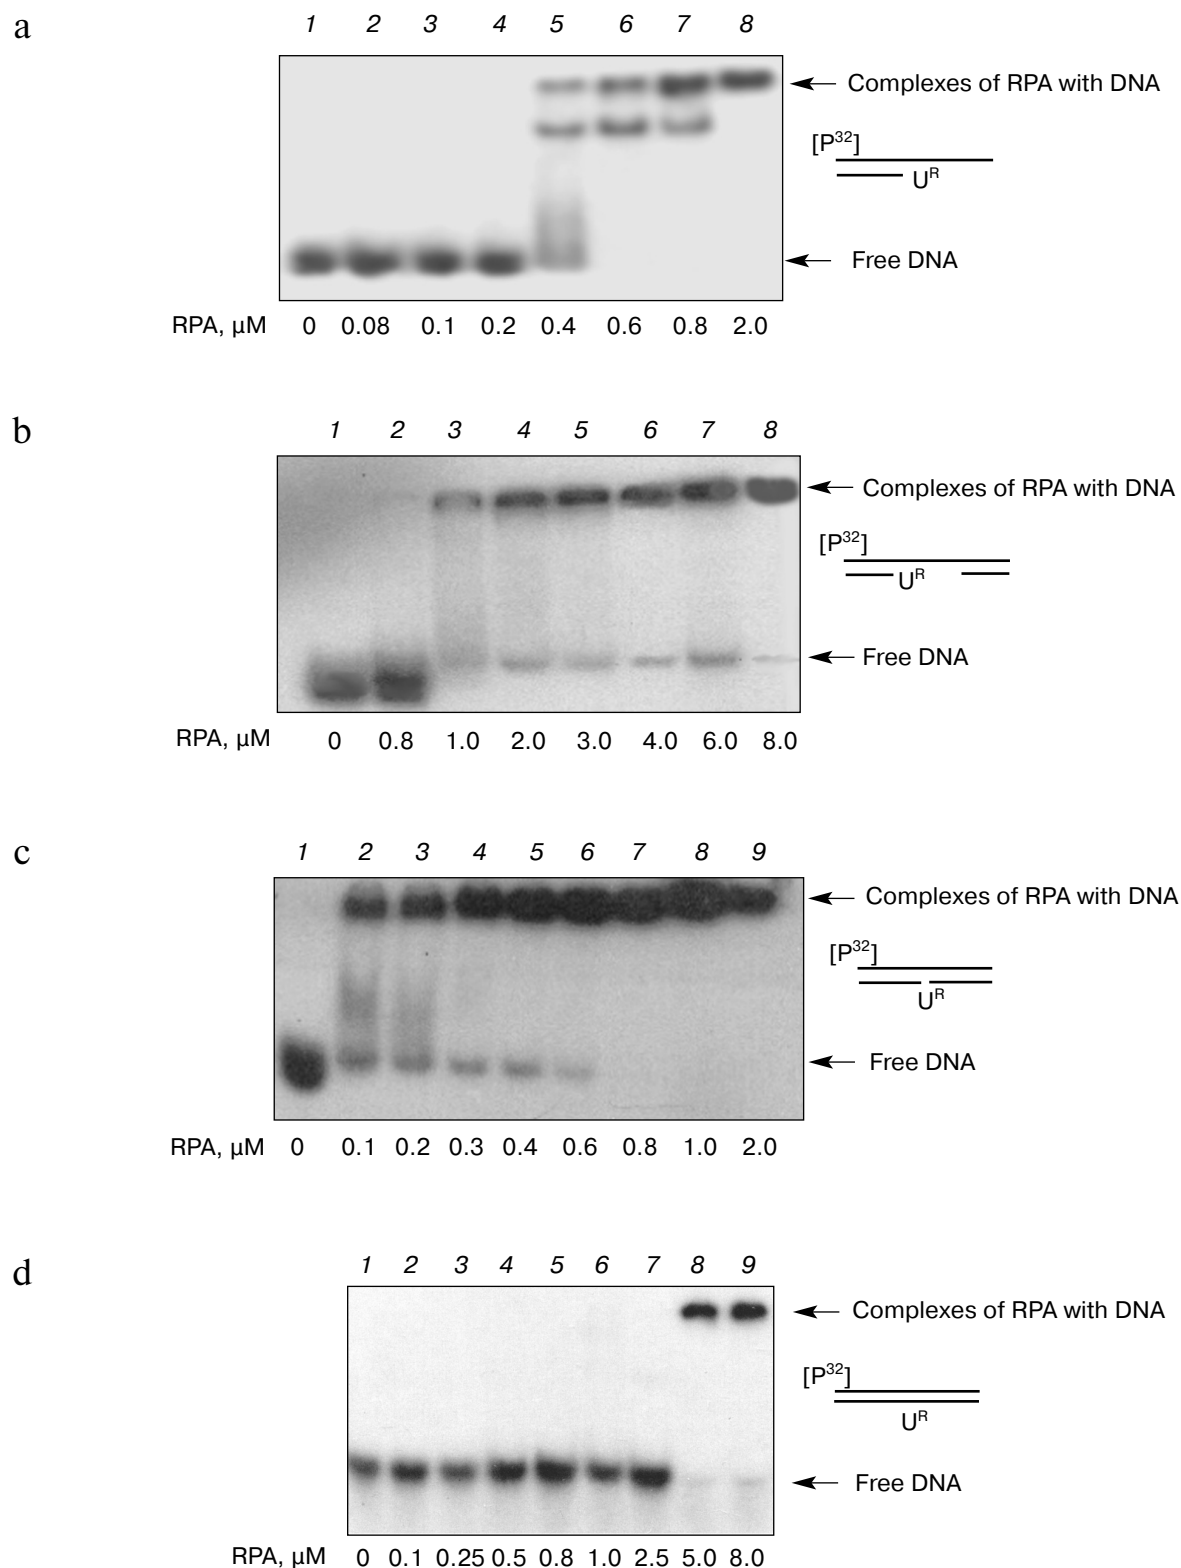 a
1 2 3 4 5 6 7 8
Complexes of RPA with DNA
[P32]
UR
Free DNA
RPA, µM 0 0.08 0.1 0.2 0.4 0.6 0.8 2.0
b
1 2 3 4 5 6 7 8
Complexes of RPA with DNA
[P32]
UR
Free DNA
RPA, µM 0 0.8 1.0 2.0 3.0 4.0 6.0 8.0
c
1 2 3 4 5 6 7 8 9
Complexes of RPA with DNA
[P32]
UR
Free DNA
RPA, µM 0 0.1 0.2 0.3 0.4 0.6 0.8 1.0 2.0
d
1 2 3 4 5 6 7 8 9
Complexes of RPA with DNA
[P32]
UR
Free DNA
RPA, µM 0 0.1 0.25 0.5 0.8 1.0 2.5 5.0 8.0